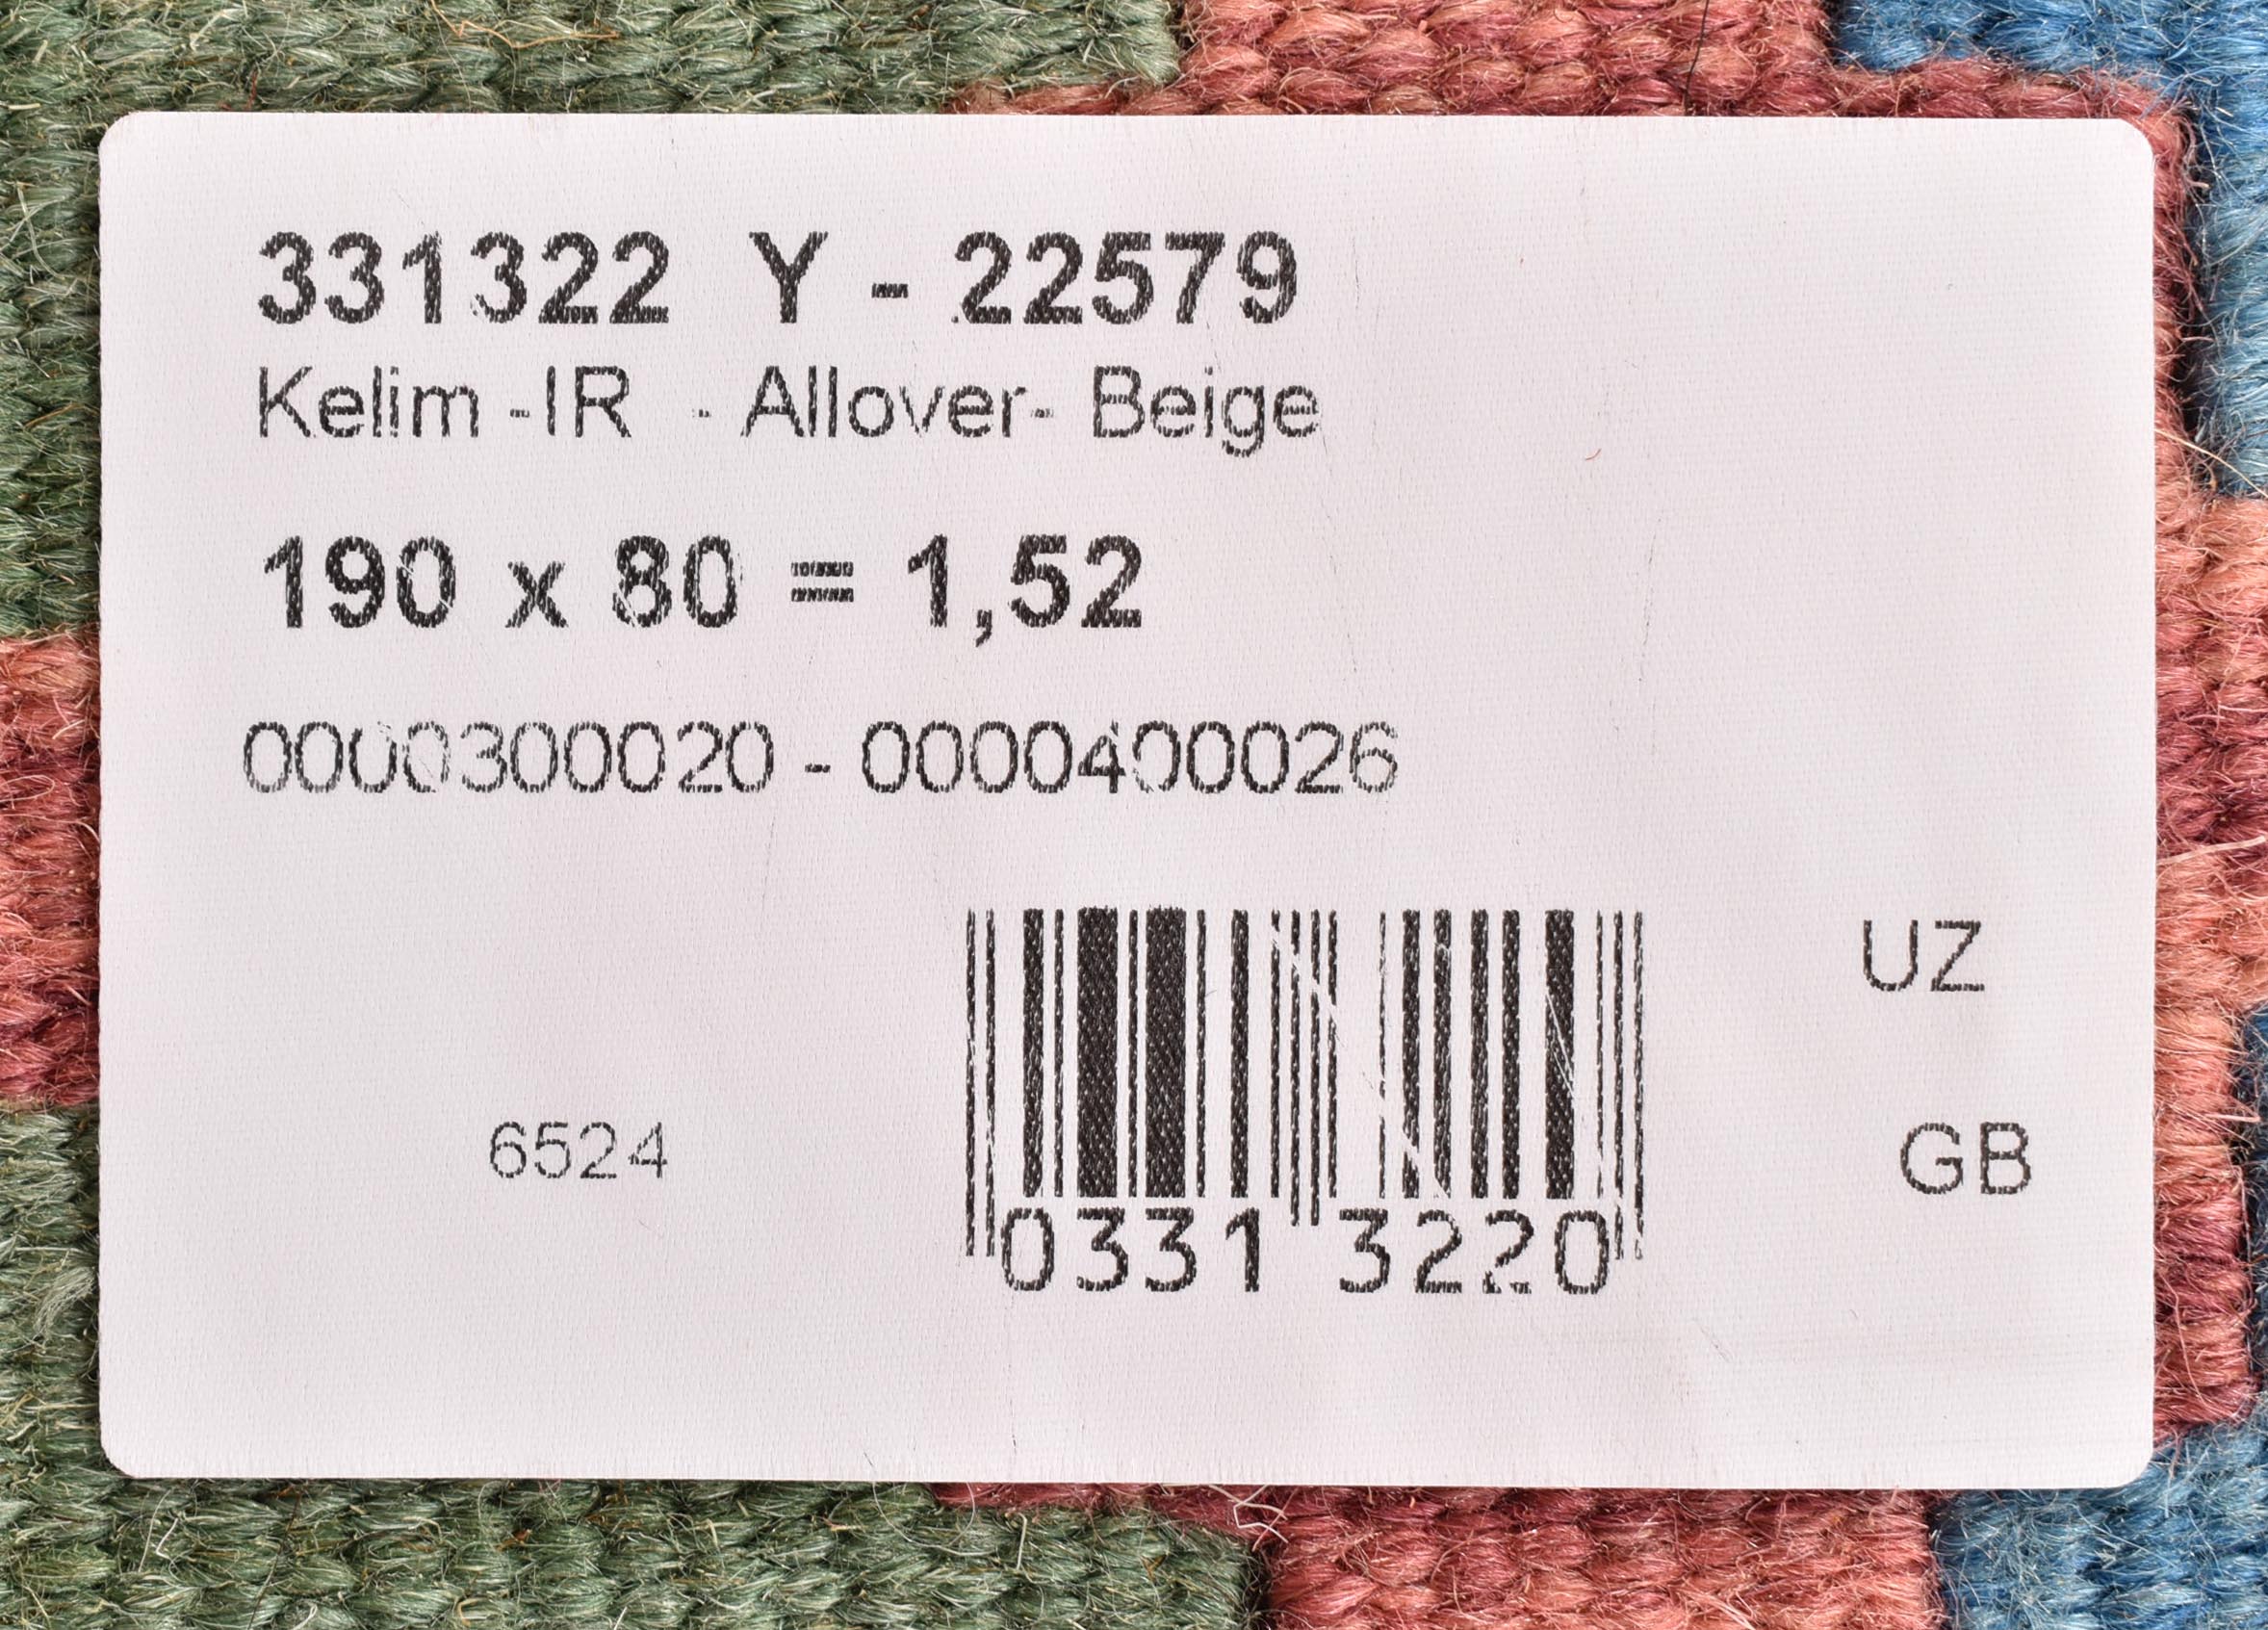 331322 Y - 22579
Kelim -IR - Allover- Beige
190 x 80 = 1,52
0000300020 - 0000400026
UZ
6524
GB
0331 3220